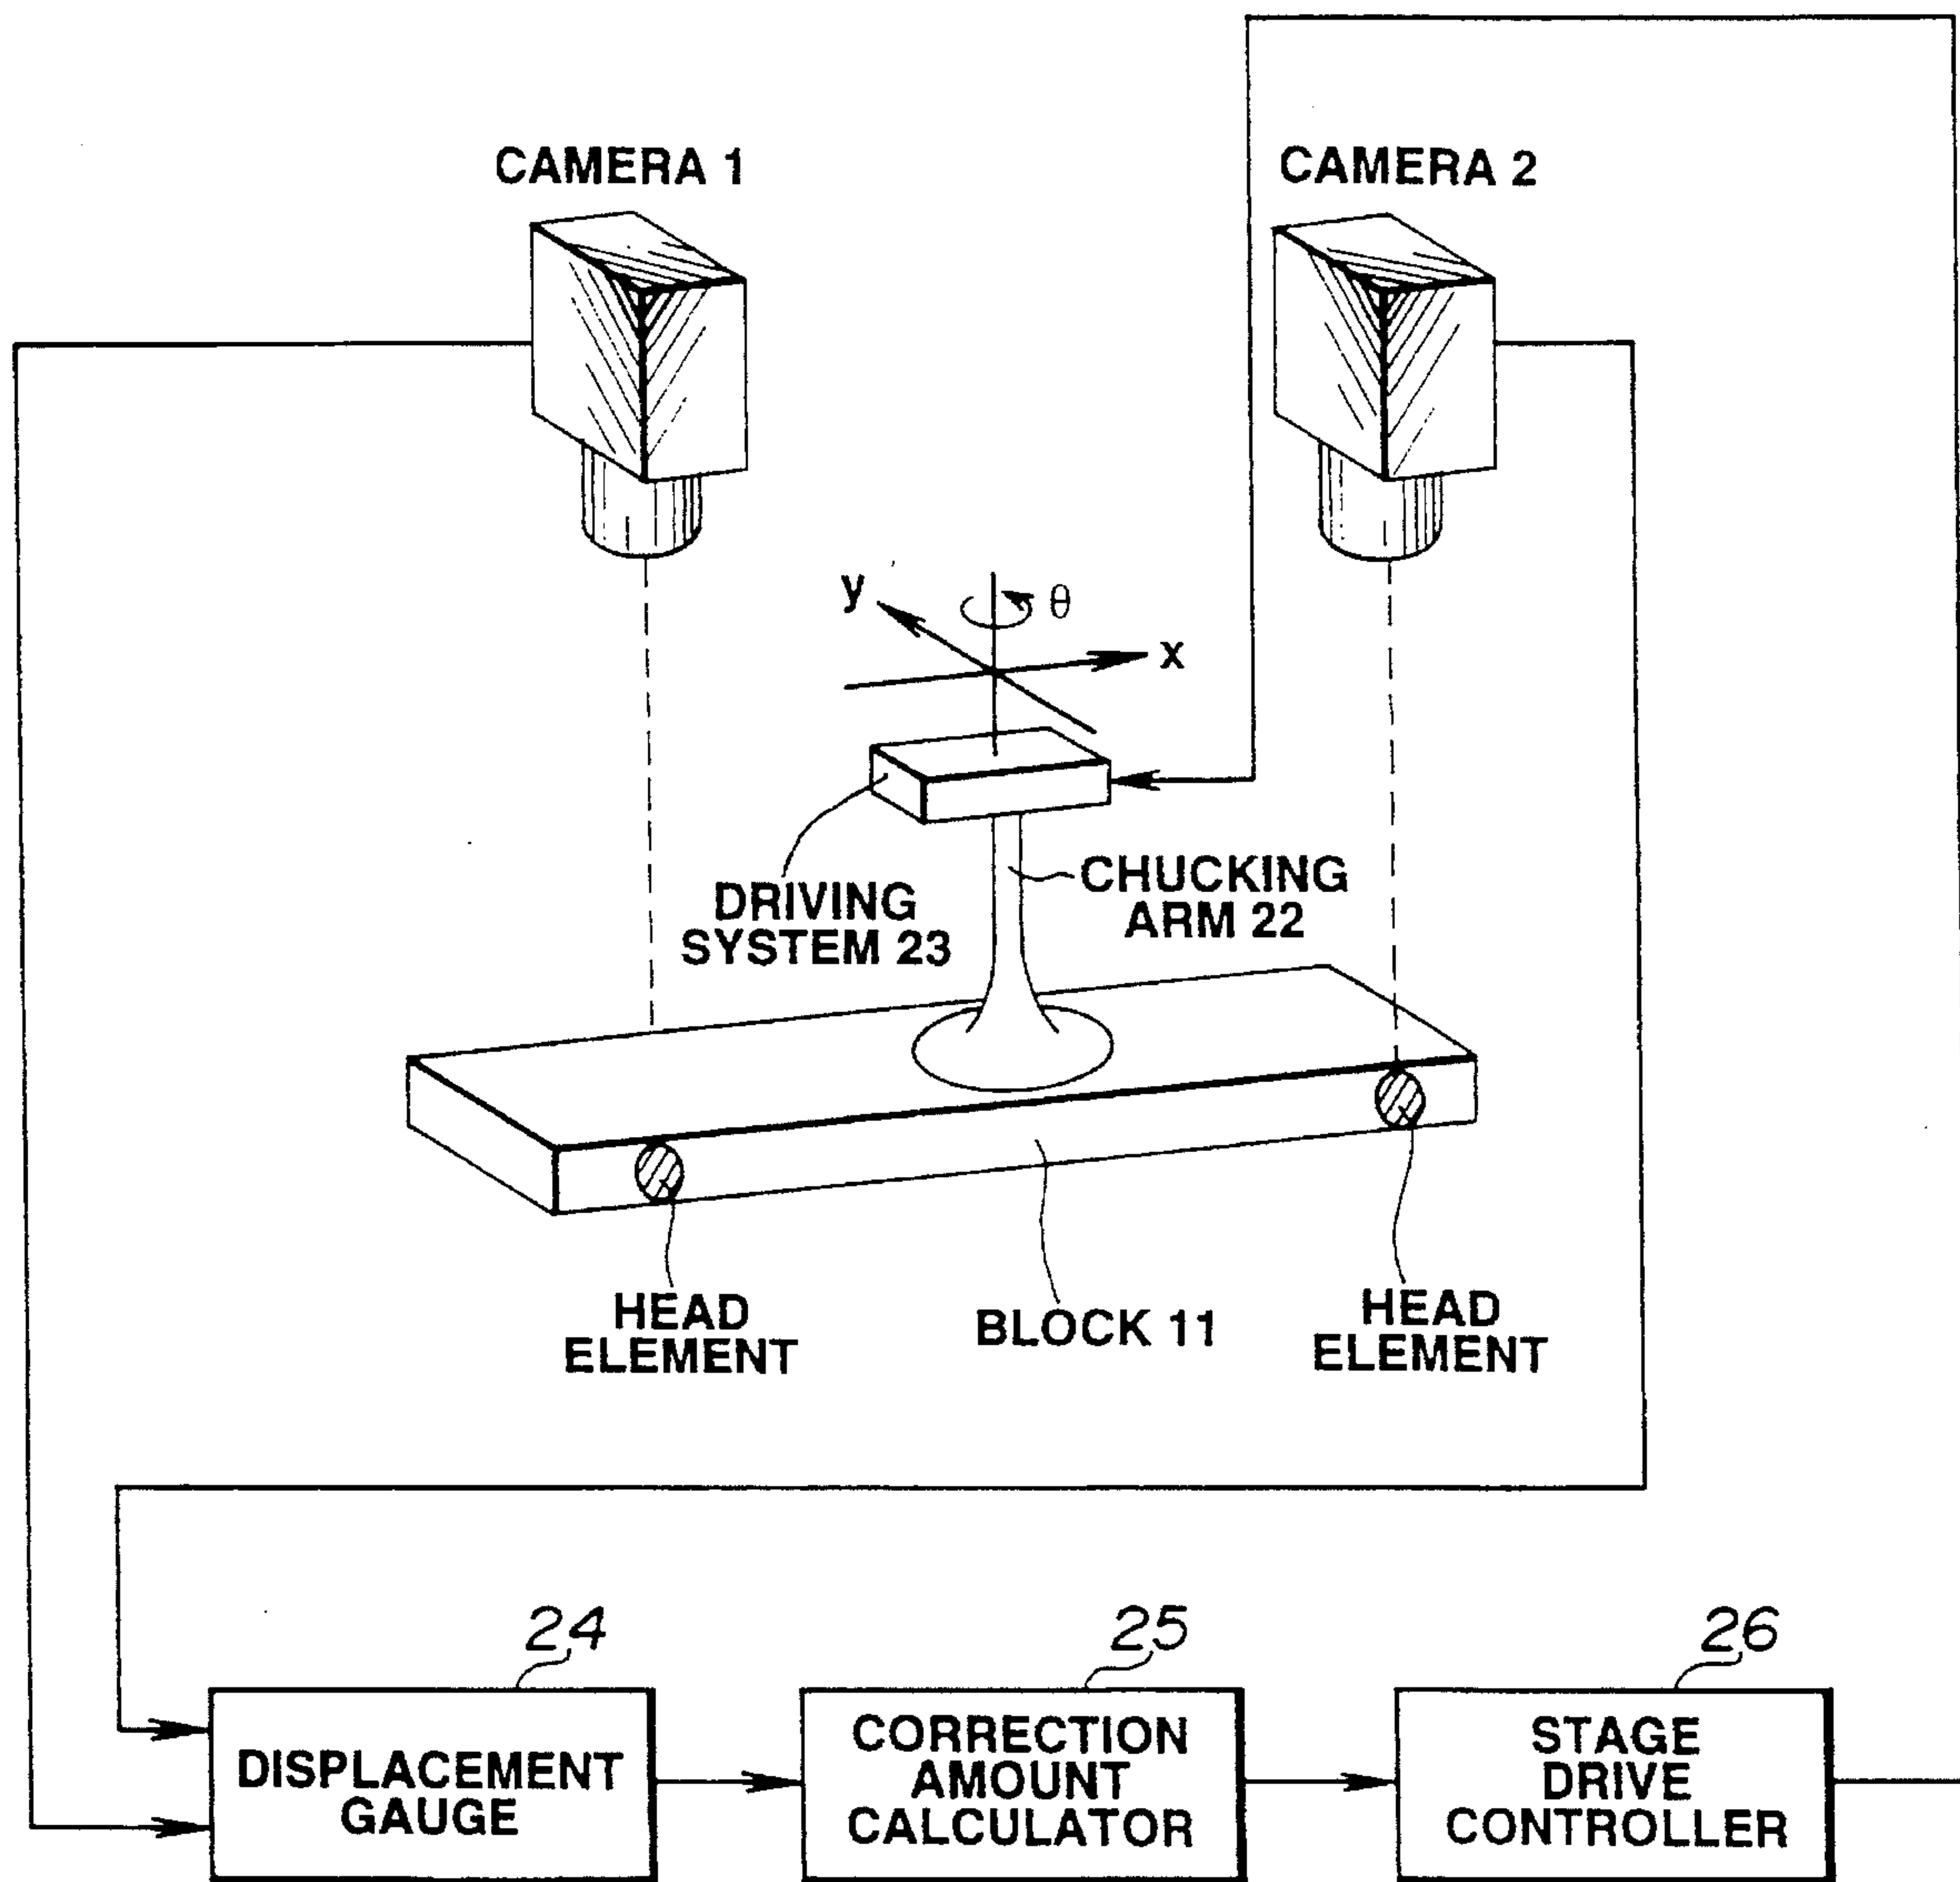 CAMERA 1
CAMERA 2
y
θ
x
DRIVING
SYSTEM 23
CHUCKING
ARM 22
HEAD
ELEMENT
BLOCK 11
HEAD
ELEMENT
24
25
26
DISPLACEMENT
GAUGE
CORRECTION
AMOUNT
CALCULATOR
STAGE
DRIVE
CONTROLLER